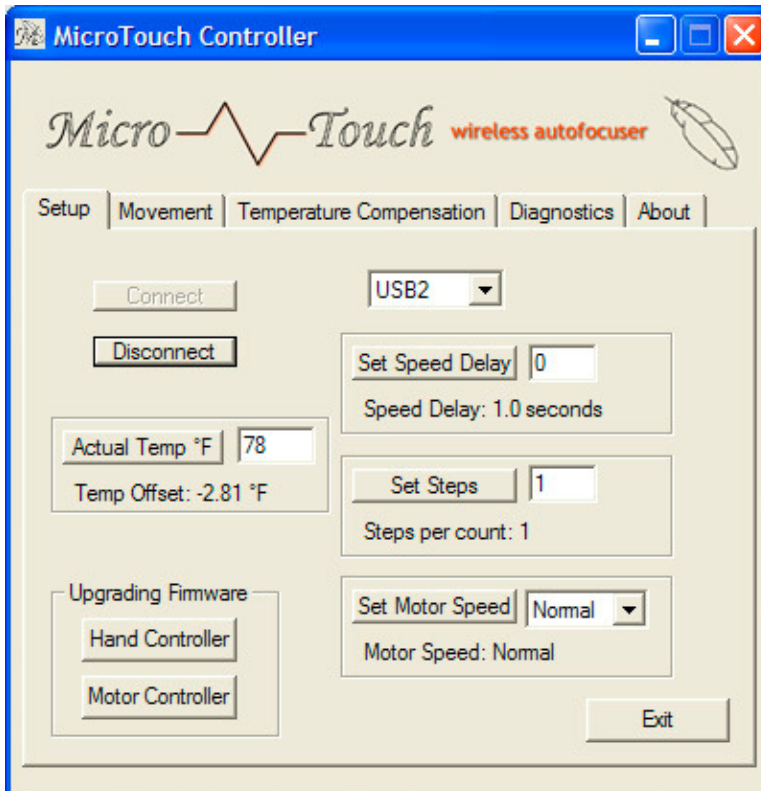 MicroTouch Controller
Micro Touch wireless autofocuser
Setup Movement Temperature Compensation Diagnostics About
Connect
USB2
Disconnect
Set Speed Delay 0
Speed Delay: 1.0 seconds
Actual Temp °F 78
Temp Offset: -2.81 °F
Set Steps 1
Steps per count: 1
Upgrading Firmware
Hand Controller
Motor Controller
Set Motor Speed Normal
Motor Speed: Normal
Exit